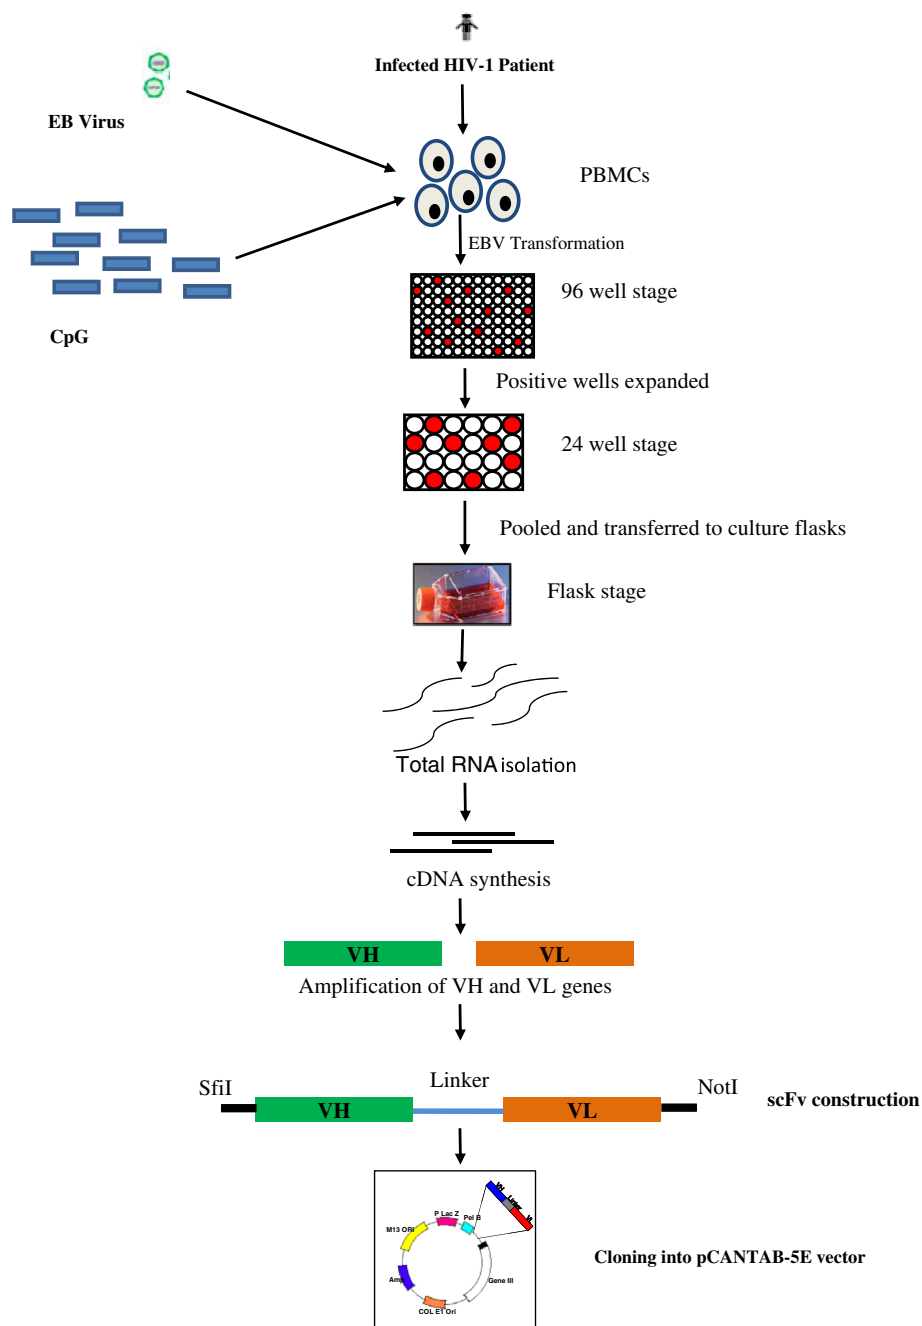 Infected HIV-1 Patient
EB Virus
PBMCs
EBV Transformation
CpG
96 well stage
Positive wells expanded
24 well stage
Pooled and transferred to culture flasks
Flask stage
Total RNA isolation
cDNA synthesis
VH VL
Amplification of VH and VL genes
SfiI Linker NotI
VH VL scFv construction
VH Linker
P Lac Z Pel B
M13 ORI
Amp Gene III
COL E1 Ori
Cloning into pCANTAB-5E vector